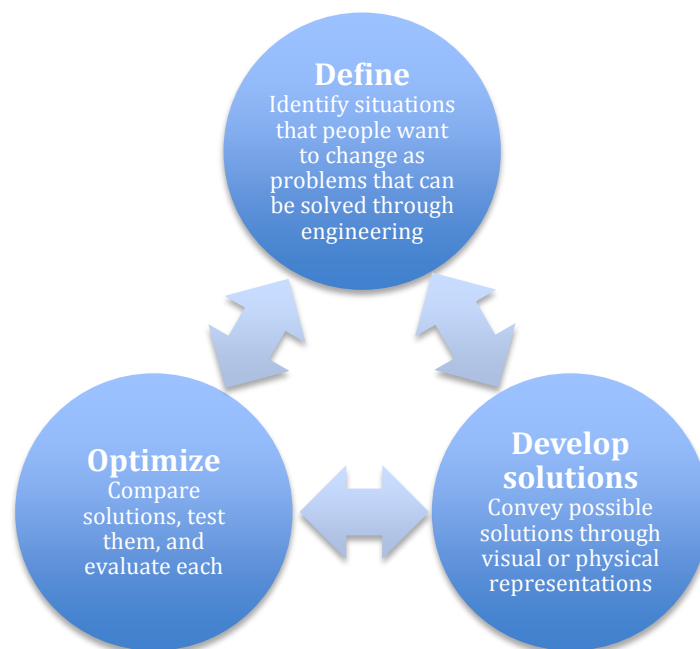 Define
Identify situations
that people want
to change as
problems that can
be solved through
engineering
Optimize
Compare
solutions, test
them, and
evaluate each
Develop
solutions
Convey possible
solutions through
visual or physical
representations